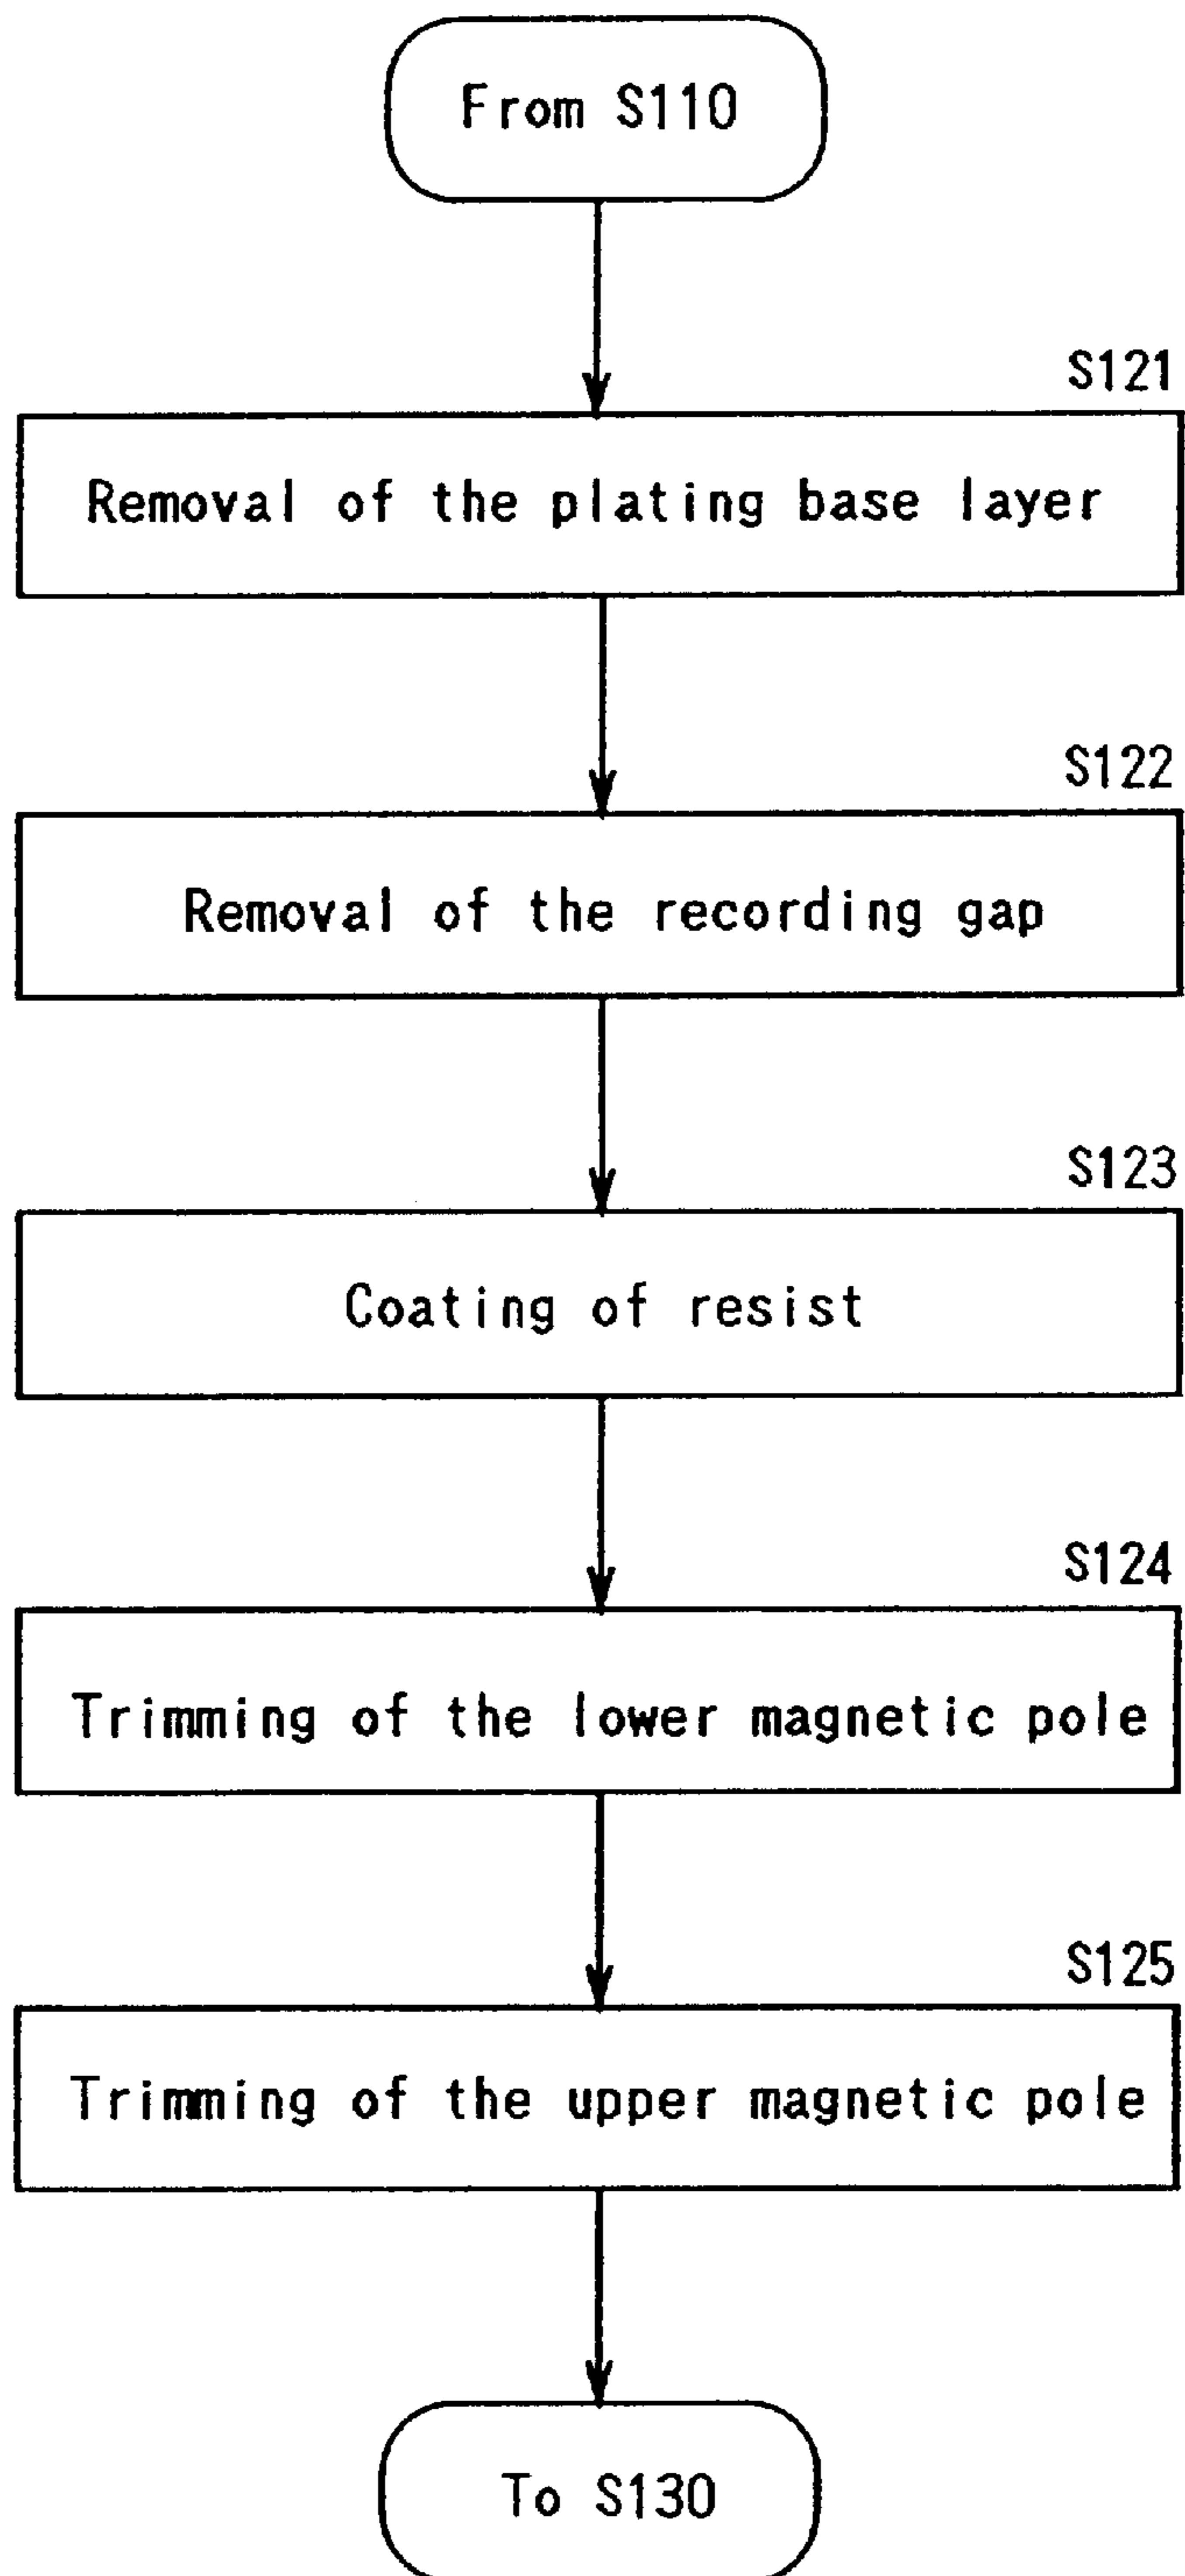 From S110
S121
Removal of the plating base layer
S122
Removal of the recording gap
S123
Coating of resist
S124
Trimming of the lower magnetic pole
S125
Trimming of the upper magnetic pole
To S130